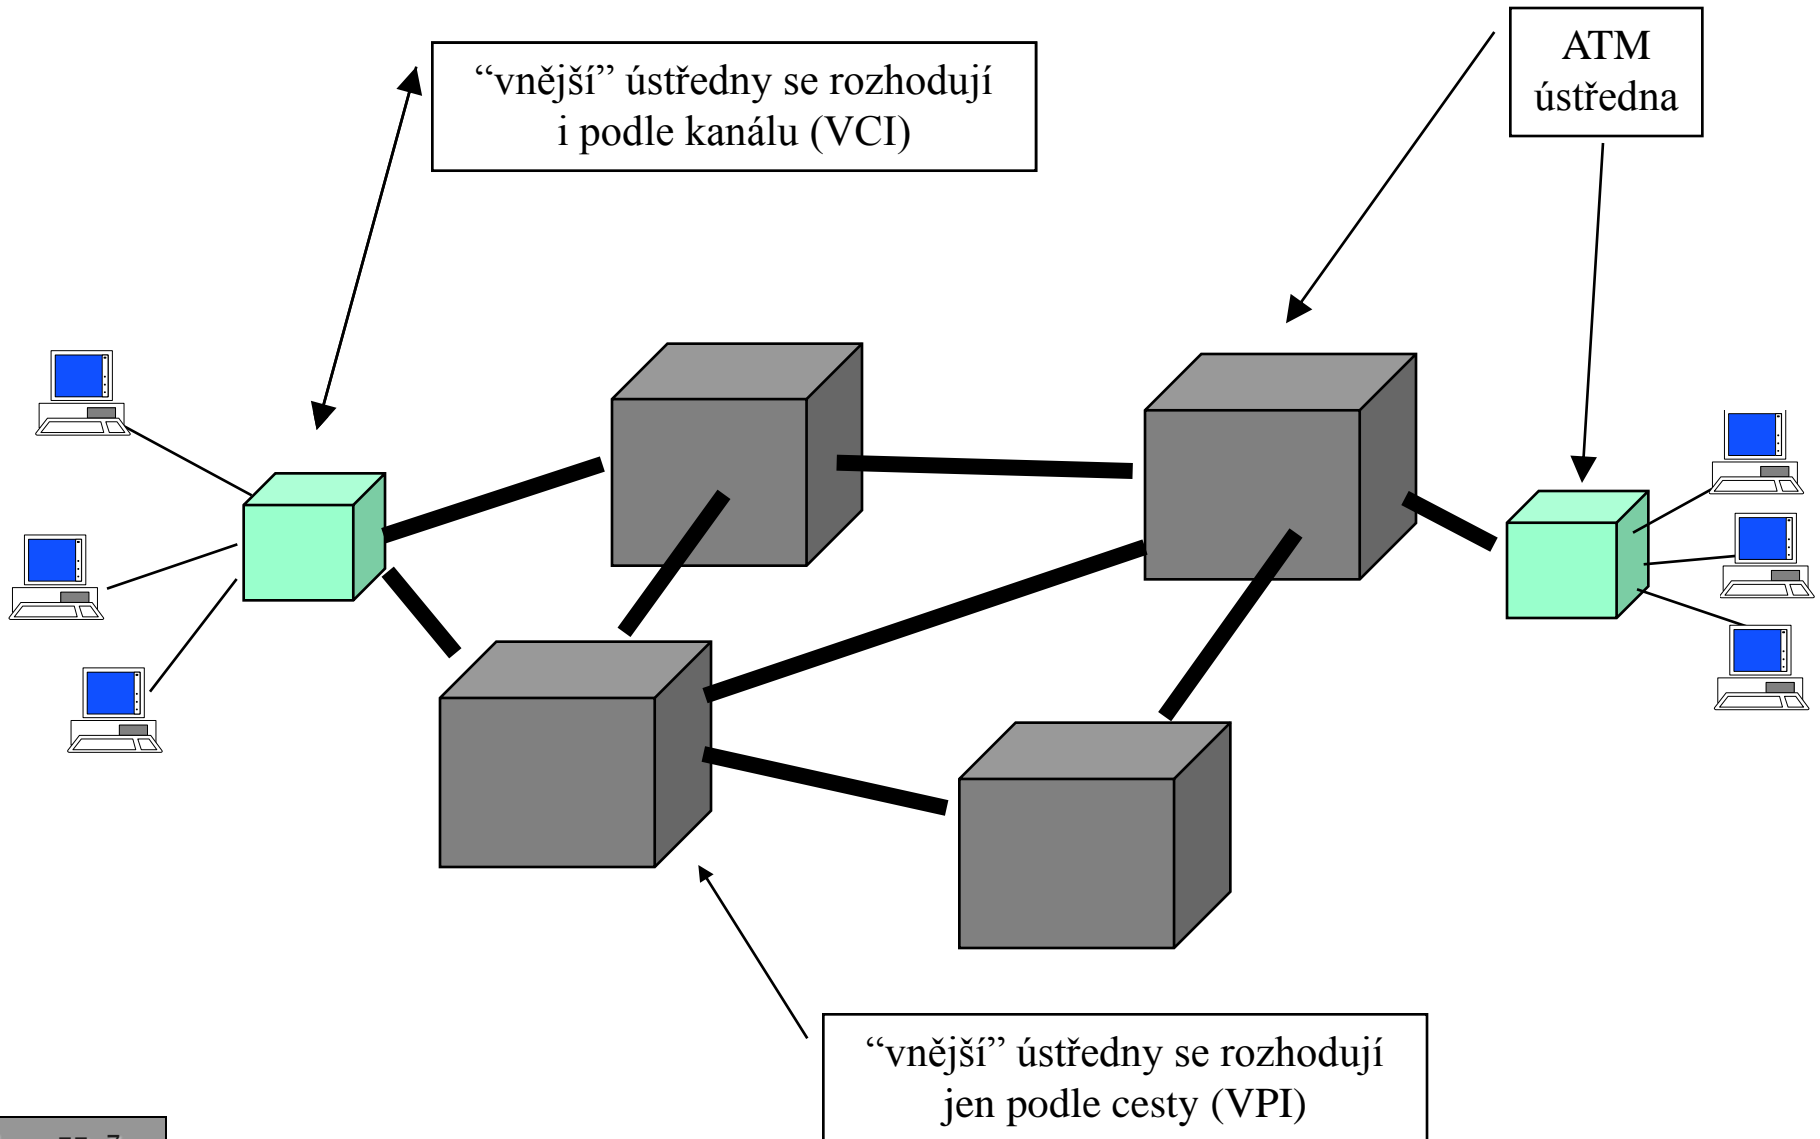 “vnější” ústředny se rozhodují
i podle kanálu (VCI)
ATM
ústředna
“vnější” ústředny se rozhodují
jen podle cesty (VPI)